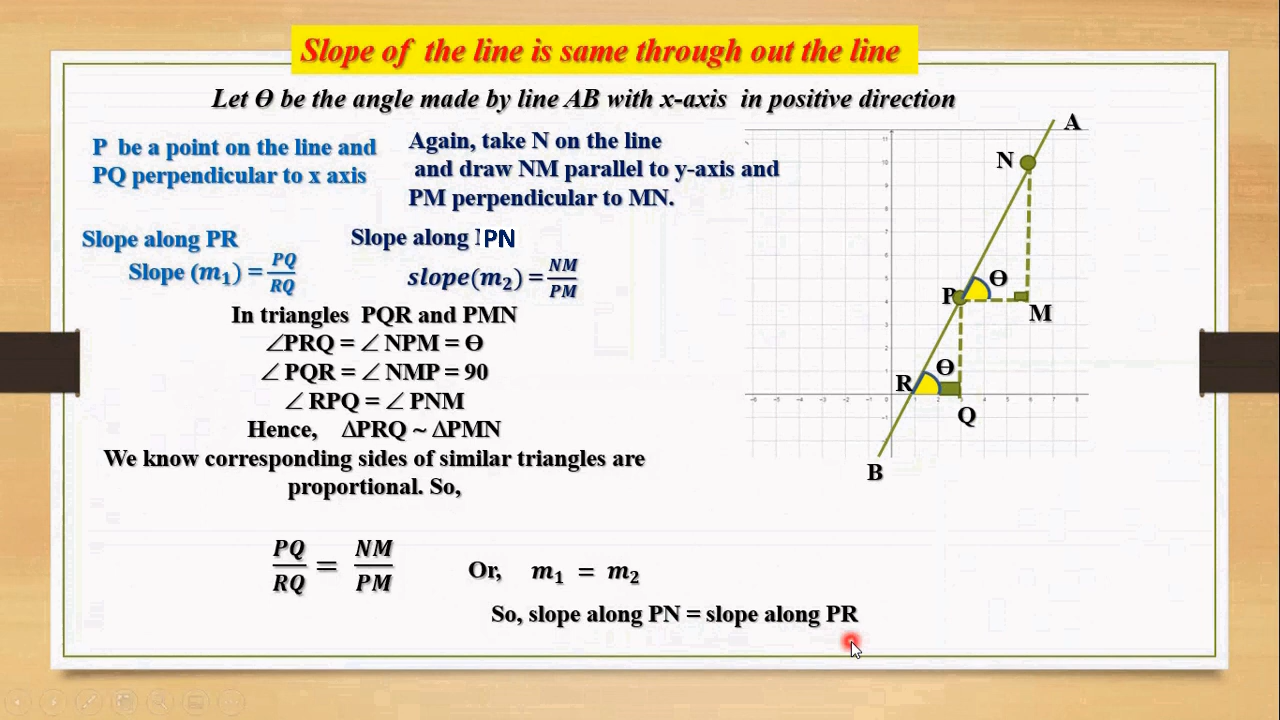 Slope of the line is same through out the line
Let Ɵ be the angle made by line AB with x-axis in positive direction
P be a point on the line and
PQ perpendicular to x axis
Again, take N on the line
and draw NM parallel to y-axis and
PM perpendicular to MN.
Slope along PR
Slope (m₁) = PQ/RQ
Slope along PN
slope(m₂) = NM/PM
In triangles PQR and PMN
∠PRQ = ∠ NPM = Ɵ
∠ PQR = ∠ NMP = 90
∠ RPQ = ∠ PNM
Hence, ΔPRQ ~ ΔPMN
We know corresponding sides of similar triangles are
proportional. So,
PQ/RQ = NM/PM
Or, m₁ = m₂
So, slope along PN = slope along PR
A
N
Ɵ
P
M
Ɵ
R
Q
B